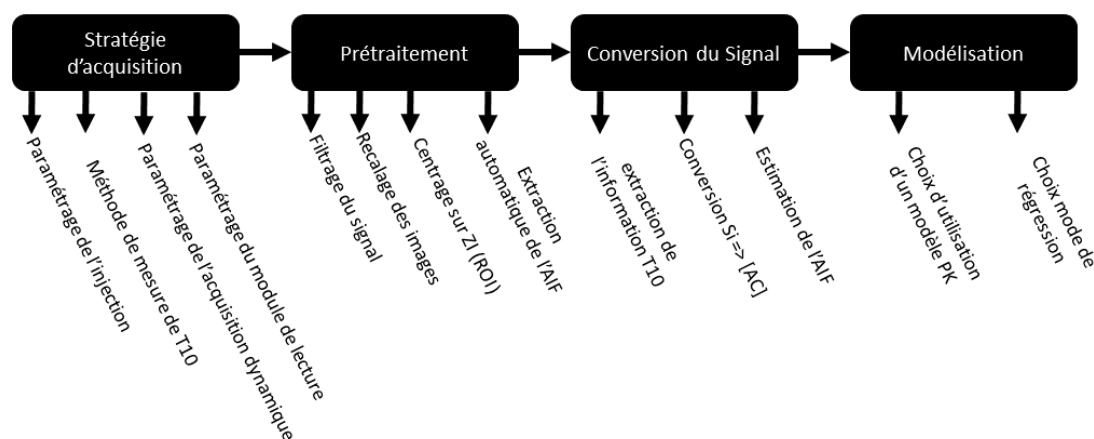 Stratégie
d'acquisition
Prétraitement
Conversion du Signal
Modélisation
Paramétrage de l'injection
Méthode de mesure de T10
Paramétrage de l'acquisition dynamique
Paramétrage du module de lecture
Filtrage du signal
Recalage des images
Centrage sur ZI (ROI)
Extraction
automatique de l'AIF
extraction de
l'information T10
Conversion Si => [AC]
Estimation de l'AIF
Choix d'utilisation
d'un modèle PK
Choix mode de
régression